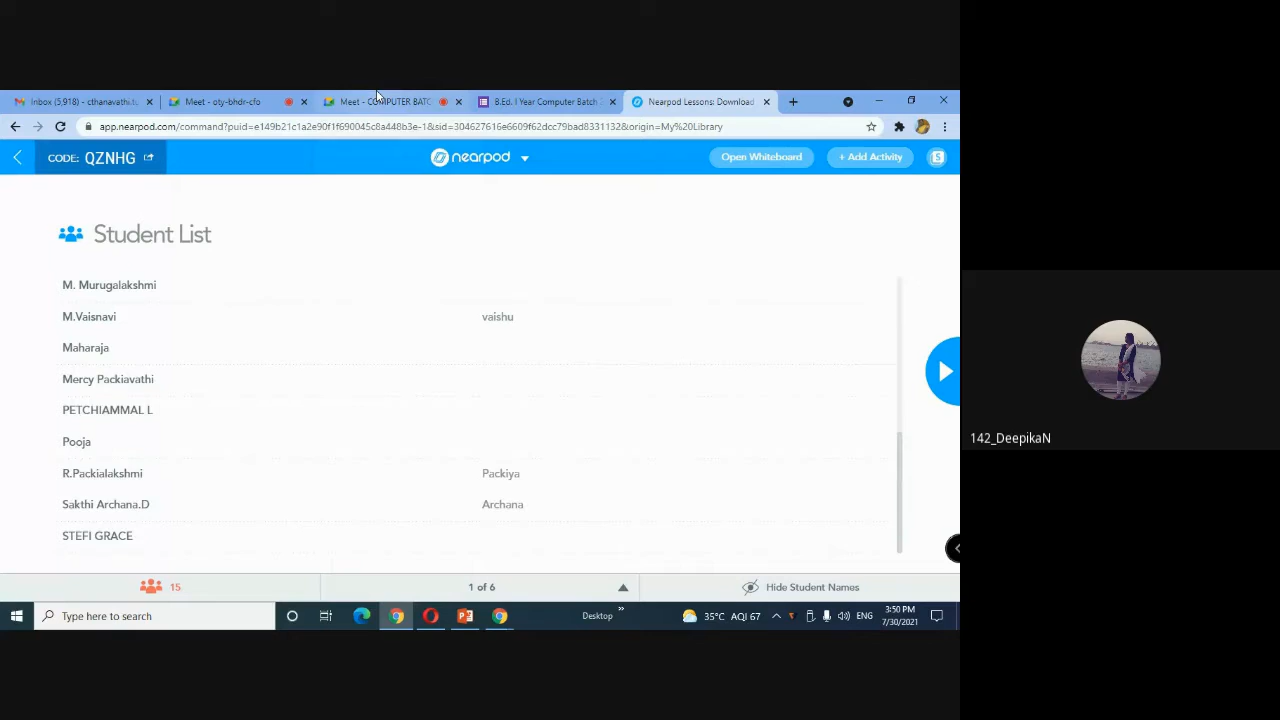 Inbox (5,918) - cthanavathi.tu
Meet - oty-bhdr-cfo
Meet - COMPUTER BATC
B.Ed. I Year Computer Batch
Nearpod Lessons: Download
app.nearpod.com/command?puid=e149b21c1a2e90f1f690045c8a448b3e-1&sid=304627616e6609f62dcc79bad8331132&origin=My%20Library
CODE: QZNHG
nearpod
Open Whiteboard
+ Add Activity
S
Student List
M. Murugalakshmi
M.Vaisnavi vaishu
Maharaja
Mercy Packiavathi
PETCHIAMMAL L
Pooja
R.Packialakshmi Packiya
Sakthi Archana.D Archana
STEFI GRACE
15
1 of 6
Hide Student Names
Type here to search
Desktop
35°C AQI 67
ENG
3:50 PM
7/30/2021
142_DeepikaN